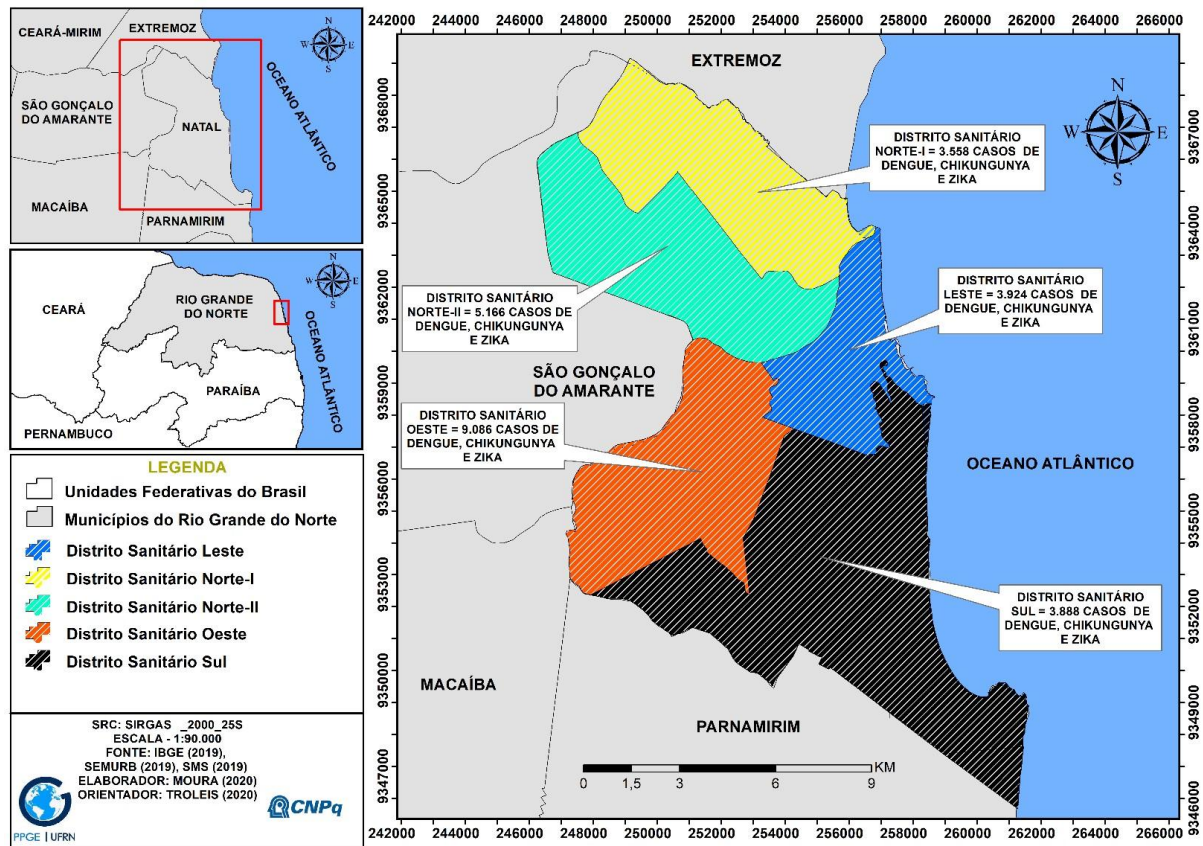 CEARÁ-MIRIM
EXTREMOZ
N
W E
S
OCEANO ATLÂNTICO
SÃO GONÇALO
DO AMARANTE
NATAL
MACAÍBA
PARNAMIRIM
N
W E
S
CEARÁ
RIO GRANDE
DO NORTE
OCEANO ATLÂNTICO
PARAÍBA
PERNAMBUCO
LEGENDA
Unidades Federativas do Brasil
Municípios do Rio Grande do Norte
Distrito Sanitário Leste
Distrito Sanitário Norte-I
Distrito Sanitário Norte-II
Distrito Sanitário Oeste
Distrito Sanitário Sul
SRC: SIRGAS _2000_25S
ESCALA - 1:90.000
FONTE: IBGE (2019),
SEMURB (2019), SMS (2019)
ELABORADOR: MOURA (2020)
ORIENTADOR: TROLEIS (2020)
PPGE | UFRN
CNPq
242000 244000 246000 248000 250000 252000 254000 256000 258000 260000 262000 264000 266000
9368000
9365000
9362000
9359000
9356000
9353000
9350000
9347000
EXTREMOZ
N
W E
S
DISTRITO SANITÁRIO
NORTE-I = 3.558 CASOS DE
DENGUE, CHIKUNGUNYA
E ZIKA
DISTRITO SANITÁRIO
LESTE = 3.924 CASOS DE
DENGUE, CHIKUNGUNYA
E ZIKA
DISTRITO SANITÁRIO
NORTE-II = 5.166 CASOS DE
DENGUE, CHIKUNGUNYA
E ZIKA
SÃO GONÇALO
DO AMARANTE
DISTRITO SANITÁRIO
OESTE = 9.086 CASOS DE
DENGUE, CHIKUNGUNYA
E ZIKA
OCEANO ATLÂNTICO
DISTRITO SANITÁRIO
SUL = 3.888 CASOS DE
DENGUE, CHIKUNGUNYA
E ZIKA
MACAÍBA
PARNAMIRIM
KM
0 1,5 3 6 9
9367000
9364000
9361000
9358000
9355000
9352000
9349000
9346000
242000 244000 246000 248000 250000 252000 254000 256000 258000 260000 262000 264000 266000